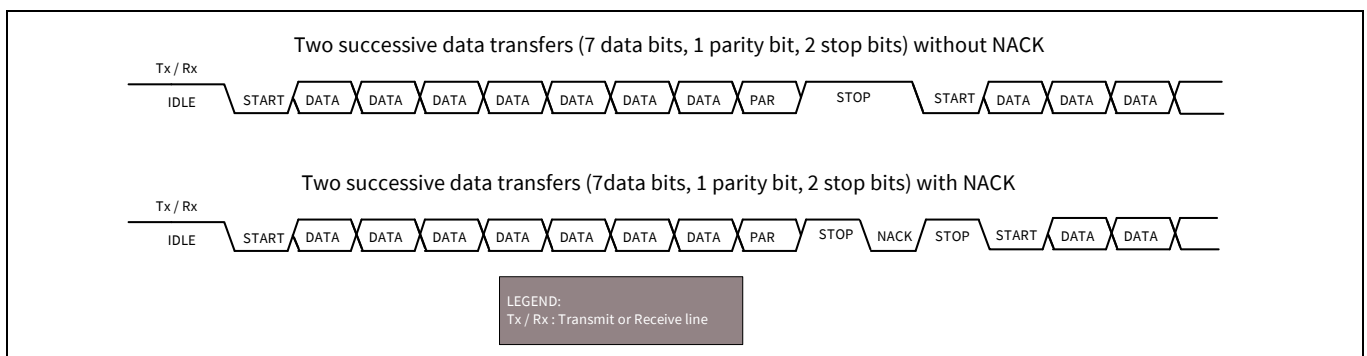 Two successive data transfers (7 data bits, 1 parity bit, 2 stop bits) without NACK
Tx / Rx
IDLE START DATA DATA DATA DATA DATA DATA DATA PAR STOP START DATA DATA DATA
Two successive data transfers (7data bits, 1 parity bit, 2 stop bits) with NACK
Tx / Rx
IDLE START DATA DATA DATA DATA DATA DATA DATA PAR STOP NACK STOP START DATA DATA
LEGEND:
Tx / Rx : Transmit or Receive line